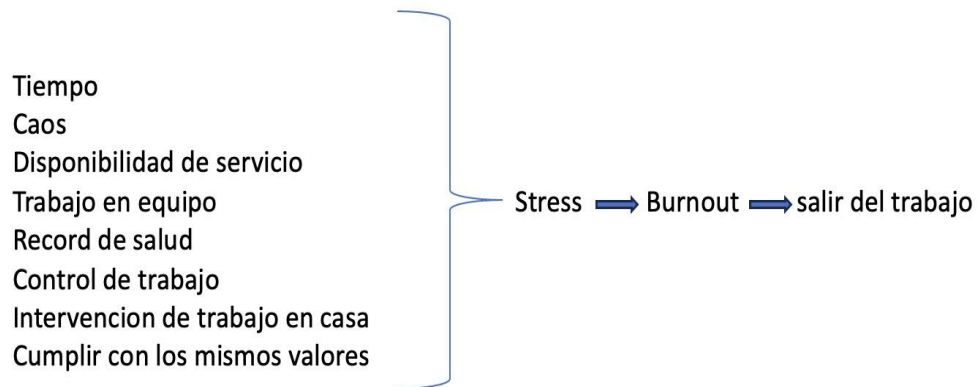 Tiempo
Caos
Disponibilidad de servicio
Trabajo en equipo
Record de salud
Control de trabajo
Intervencion de trabajo en casa
Cumplir con los mismos valores
Stress Burnout salir del trabajo